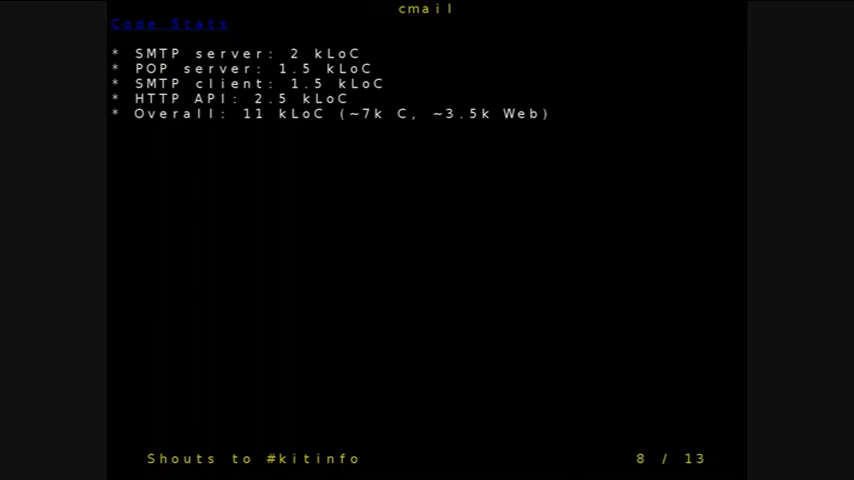 cmail
Code Stats
* SMTP server: 2 kLoC
* POP server: 1.5 kLoC
* SMTP client: 1.5 kLoC
* HTTP API: 2.5 kLoC
* Overall: 11 kLoC (~7k C, ~3.5k Web)
Shouts to #kitinfo 8 / 13